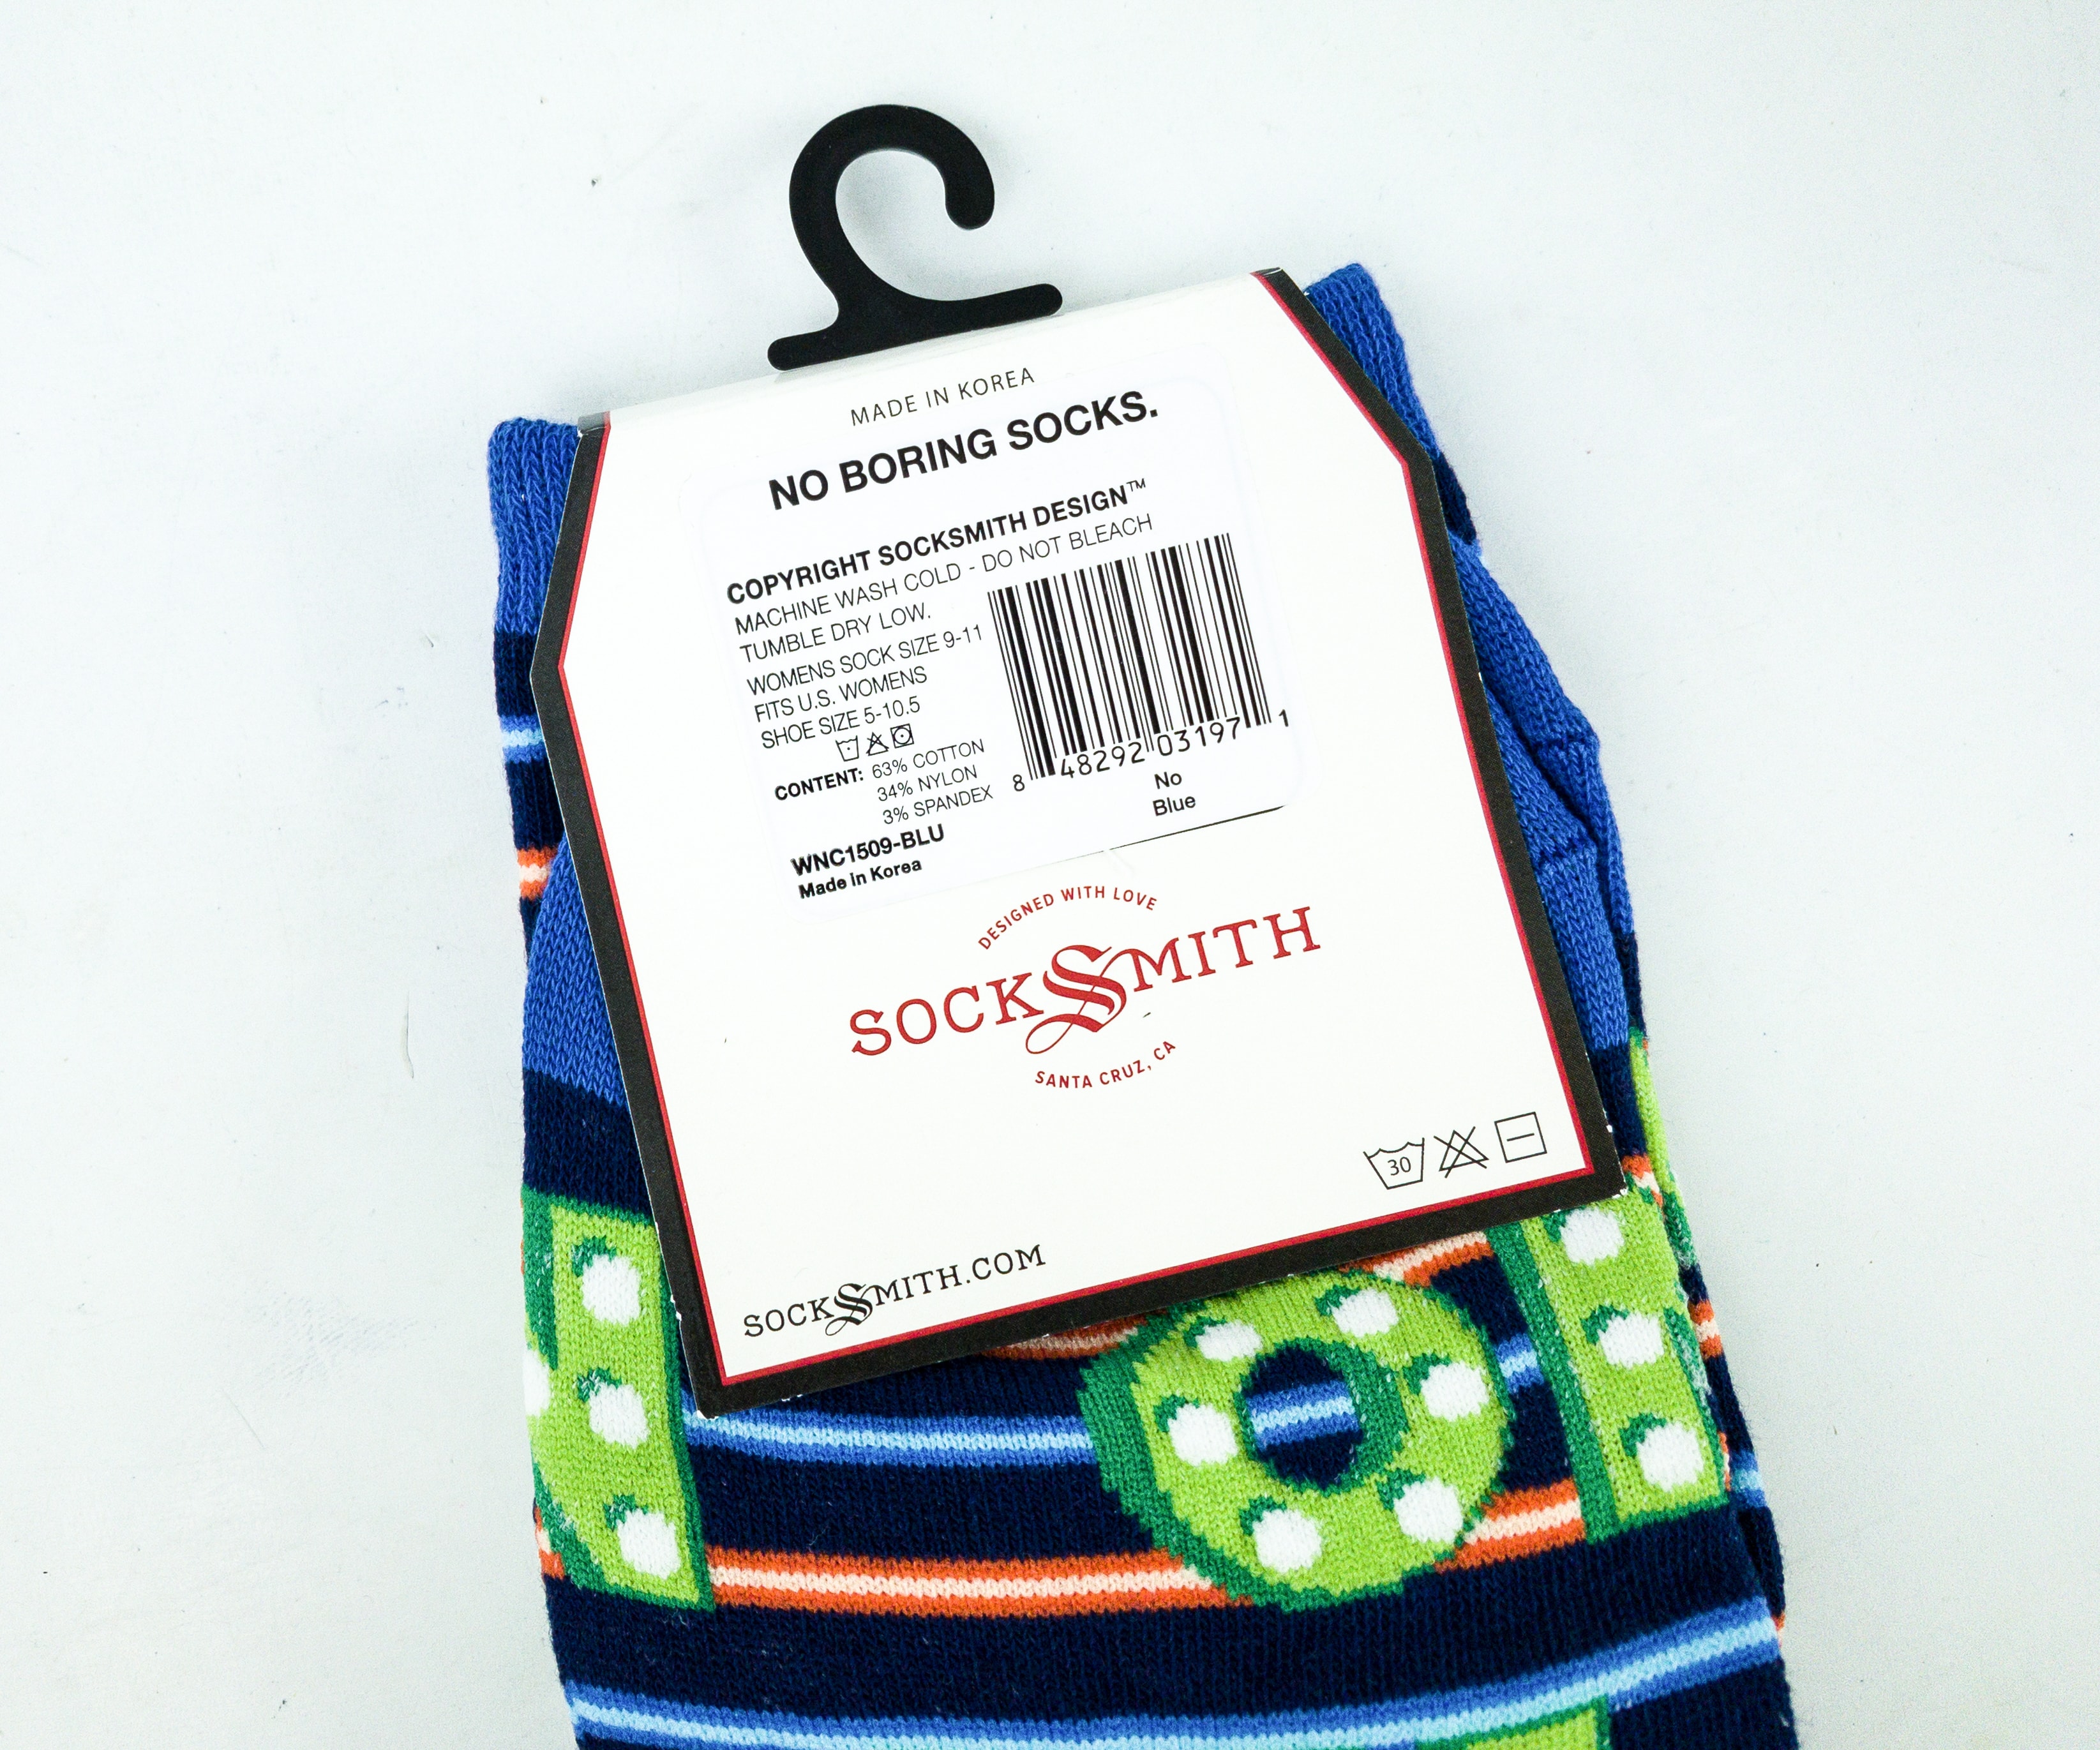 MADE IN KOREA
NO BORING SOCKS.
COPYRIGHT SOCKSMITH DESIGN™
MACHINE WASH COLD - DO NOT BLEACH
TUMBLE DRY LOW.
WOMENS SOCK SIZE 9-11
FITS U.S. WOMENS
SHOE SIZE 5-10.5
CONTENT: 63% COTTON
34% NYLON
3% SPANDEX
WNC1509-BLU
Made in Korea
8 48292 03197 1
No
Blue
DESIGNED WITH LOVE
SOCKSMITH
SANTA CRUZ, CA
30
SOCKSMITH.COM
NO